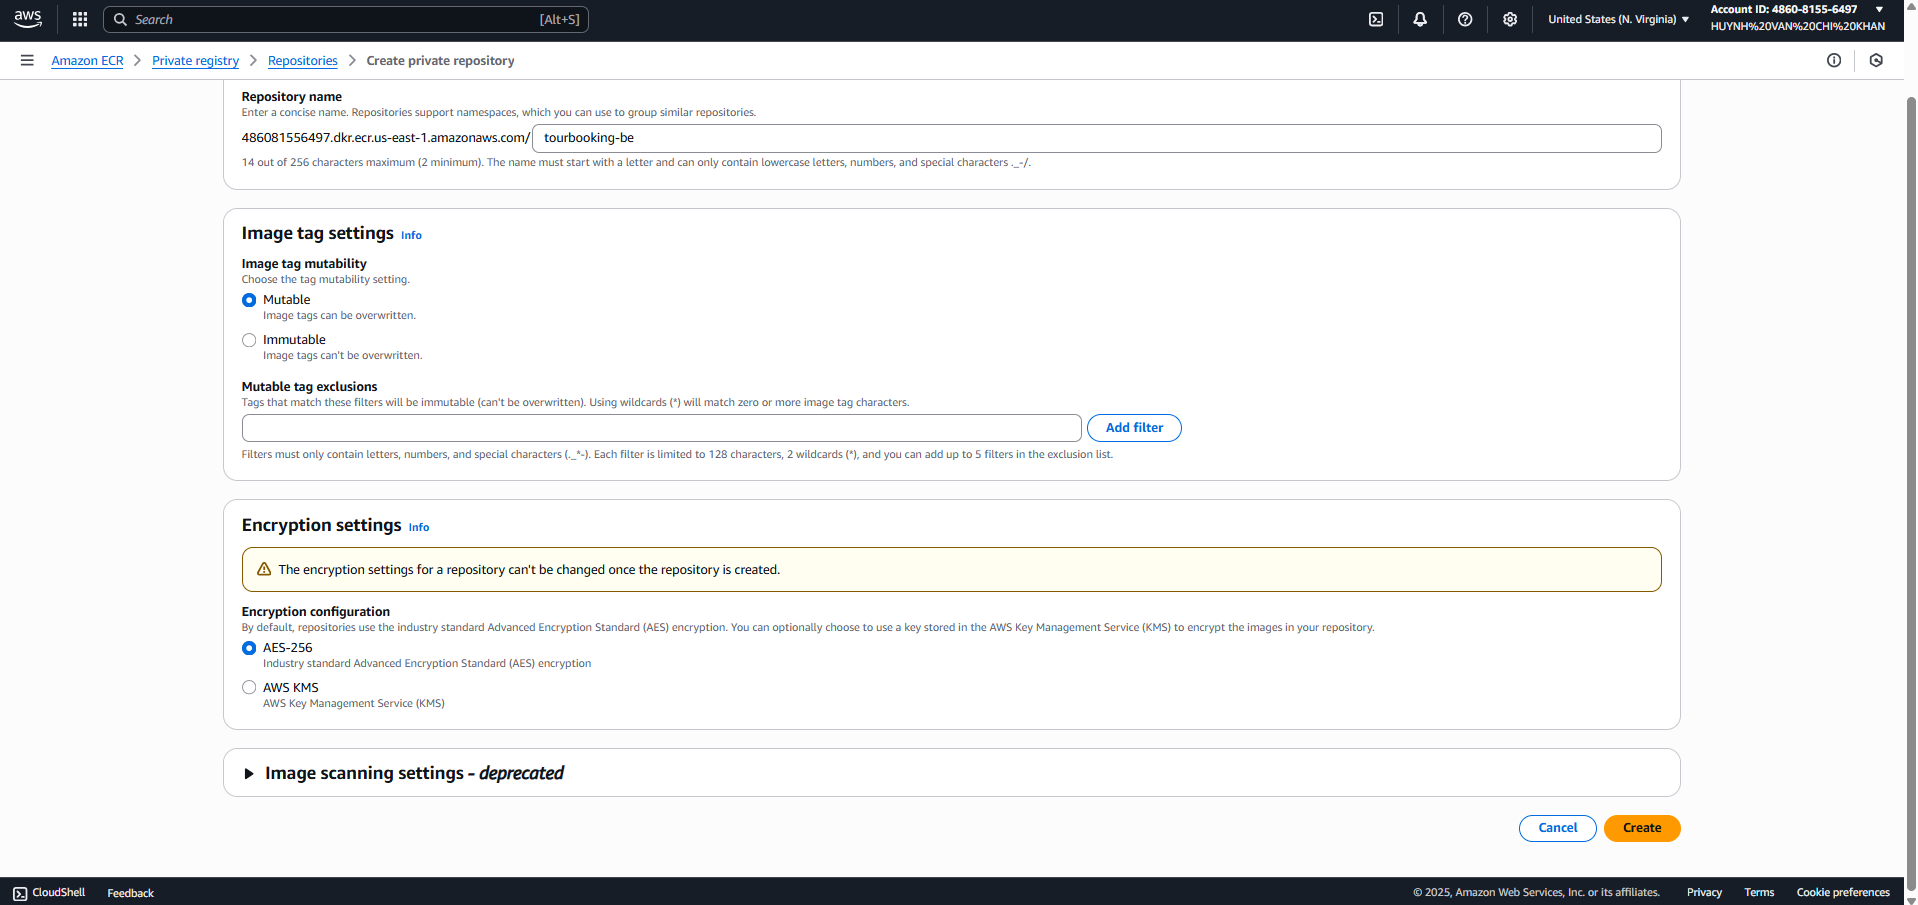 aws
Search
[Alt+S]
United States (N. Virginia)
Account ID: 4860-8155-6497
HUYNH%20VAN%20CHI%20KHAN
Amazon ECR
Private registry
Repositories
Create private repository
Repository name
Enter a concise name. Repositories support namespaces, which you can use to group similar repositories.
486081556497.dkr.ecr.us-east-1.amazonaws.com/
tourbooking-be
14 out of 256 characters maximum (2 minimum). The name must start with a letter and can only contain lowercase letters, numbers, and special characters ._-/.
Image tag settings Info
Image tag mutability
Choose the tag mutability setting.
Mutable
Image tags can be overwritten.
Immutable
Image tags can't be overwritten.
Mutable tag exclusions
Tags that match these filters will be immutable (can't be overwritten). Using wildcards (*) will match zero or more image tag characters.
Add filter
Filters must only contain letters, numbers, and special characters (._*-). Each filter is limited to 128 characters, 2 wildcards (*), and you can add up to 5 filters in the exclusion list.
Encryption settings Info
The encryption settings for a repository can't be changed once the repository is created.
Encryption configuration
By default, repositories use the industry standard Advanced Encryption Standard (AES) encryption. You can optionally choose to use a key stored in the AWS Key Management Service (KMS) to encrypt the images in your repository.
AES-256
Industry standard Advanced Encryption Standard (AES) encryption
AWS KMS
AWS Key Management Service (KMS)
Image scanning settings - deprecated
Cancel
Create
CloudShell
Feedback
© 2025, Amazon Web Services, Inc. or its affiliates.
Privacy
Terms
Cookie preferences